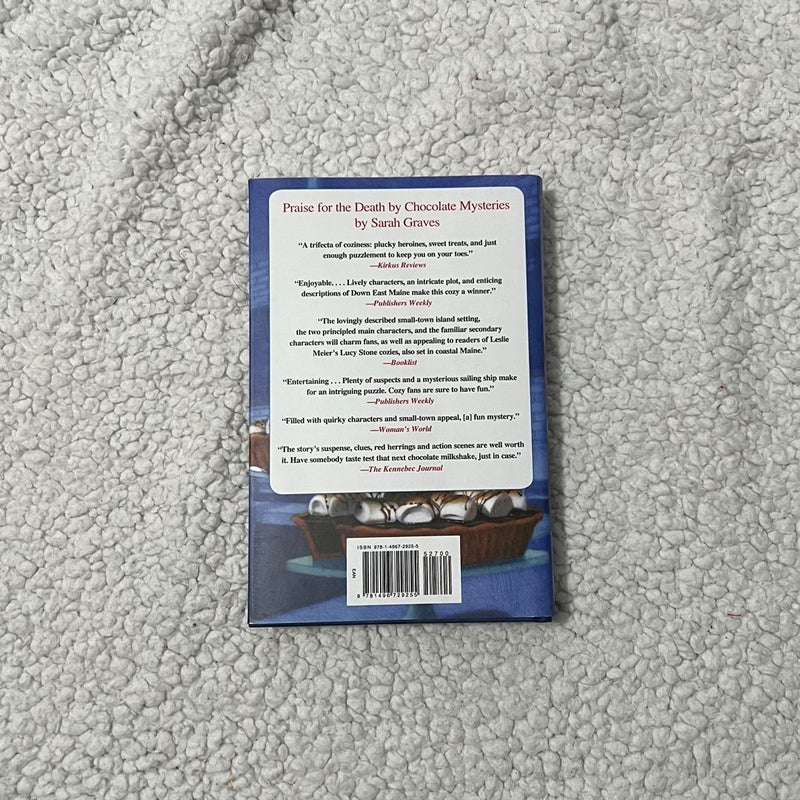 Praise for the Death by Chocolate Mysteries
by Sarah Graves
“A trifecta of coziness: plucky heroines, sweet treats, and just
enough puzzlement to keep you on your toes.”
—Kirkus Reviews
“Enjoyable. . . . Lively characters, an intricate plot, and enticing
descriptions of Down East Maine make this cozy a winner.”
—Publishers Weekly
“The lovingly described small-town island setting,
the two principled main characters, and the familiar secondary
characters will charm fans, as well as appealing to readers of Leslie
Meier’s Lucy Stone cozies, also set in coastal Maine.”
—Booklist
“Entertaining . . . Plenty of suspects and a mysterious sailing ship make
for an intriguing puzzle. Cozy fans are sure to have fun.”
—Publishers Weekly
“Filled with quirky characters and small-town appeal, [a] fun mystery.”
—Woman’s World
“The story’s suspense, clues, red herrings and action scenes are well worth
it. Have somebody taste test that next chocolate milkshake, just in case.”
—The Kennebec Journal
ISBN 978-1-4967-2925-5
52700
EAN
9 781496 729255